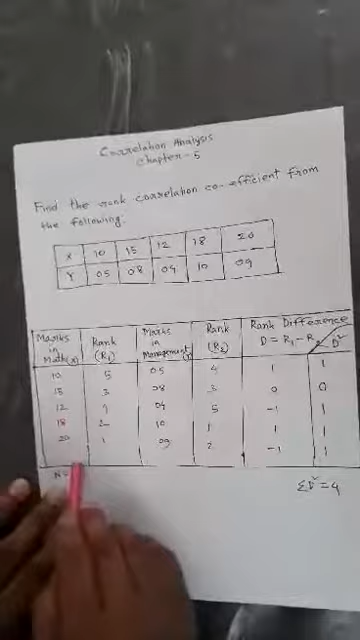 Correlation Analysis
Chapter - 5
Find the rank correlation co-efficient from
the following:
X 10 15 12 18 20
Y 05 08 04 10 09
Marks in Math(x) Rank (R₁) Marks in Management(y) Rank (R₂) Rank Difference D = R₁ - R₂ D²
10 5 05 4 1 1
15 3 08 3 0 0
12 4 04 5 -1 1
18 2 10 1 1 1
20 1 09 2 -1 1
ΣD² = 4